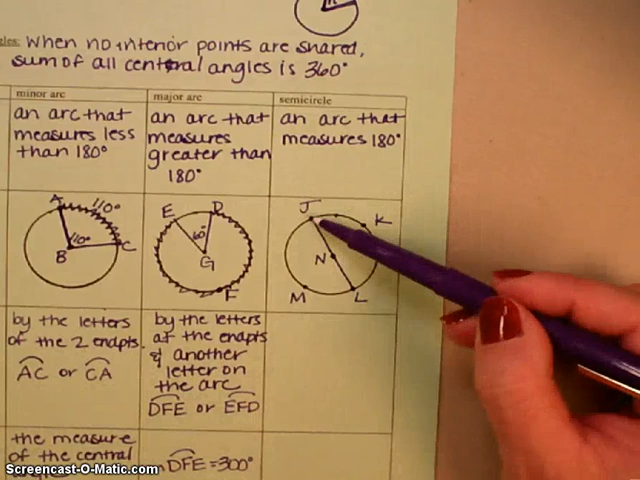 gles: When no interior points are shared,
sum of all central angles is 360°
minor arc
major arc
semicircle
an arc that
measures less
than 180°
an arc that
measures
greater than
180°
an arc that
measures 180°
A
110°
110°
B
C
E
D
60°
G
F
J
K
N
M
L
by the letters
of the 2 endpts.
AC or CA
by the letters
of the endpts
& another
letter on
the arc
DFE or EFD
the measure
of the central
DFE = 300°
Screencast-O-Matic.com